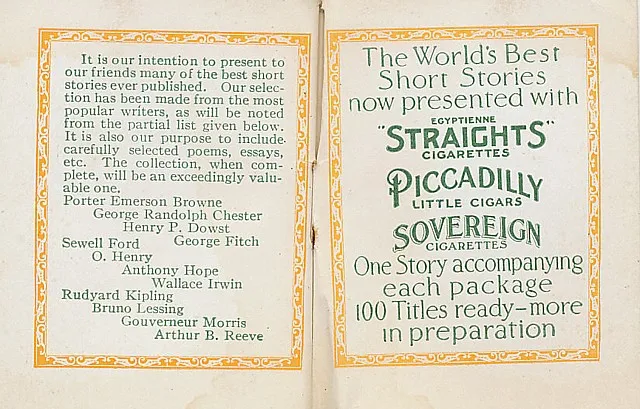 It is our intention to present to
our friends many of the best short
stories ever published. Our selec-
tion has been made from the most
popular writers, as will be noted
from the partial list given below.
It is also our purpose to include
carefully selected poems, essays,
etc. The collection, when com-
plete, will be an exceedingly valu-
able one.
Porter Emerson Browne
George Randolph Chester
Henry P. Dowst
Sewell Ford George Fitch
O. Henry
Anthony Hope
Wallace Irwin
Rudyard Kipling
Bruno Lessing
Gouverneur Morris
Arthur B. Reeve
The World's Best
Short Stories
now presented with
EGYPTIENNE
"STRAIGHTS"
CIGARETTES
PICCADILLY
LITTLE CIGARS
SOVEREIGN
CIGARETTES
One Story accompanying
each package
100 Titles ready-more
in preparation